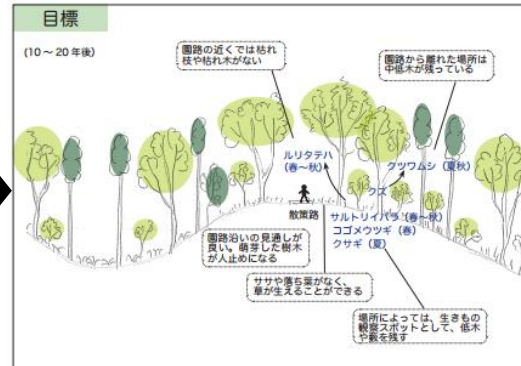 目標
(10～20年後)
園路の近くでは枯れ
枝や枯れ木がない
園路から離れた場所は
中低木が残っている
ルリタテハ
(春～秋)
クツワムシ(夏秋)
クズ
散策路
サルトリイバラ(春～秋)
コゴメウツギ(春)
クサギ(夏)
園路沿いの見通しが
良い。萌芽した樹木
が人止めになる
ササや落ち葉がなく、
草が生えることができる
場所によっては、生きもの
観察スポットとして、低木
や藪を残す